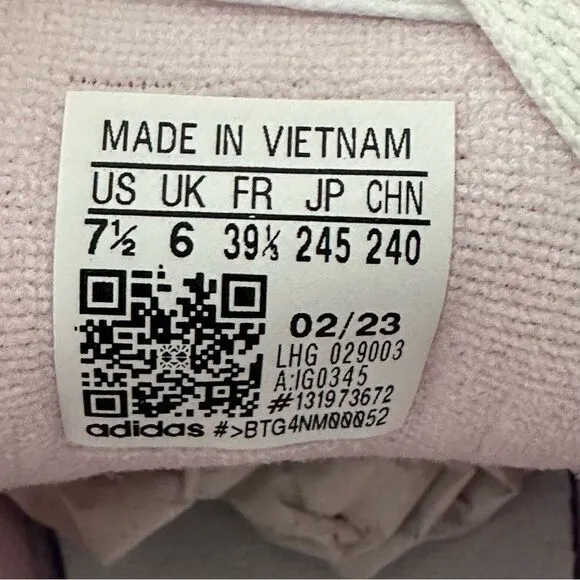 MADE IN VIETNAM
US UK FR JP CHN
7½ 6 39⅓ 245 240
02/23
LHG 029003
A:IG0345
#131973672
adidas #>BTG4NM00052